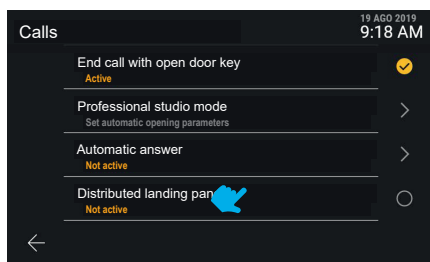 19 AGO 2019
Calls
9:18 AM
End call with open door key
Active
Professional studio mode
Set automatic opening parameters
Automatic answer
Not active
Distributed landing
Not active